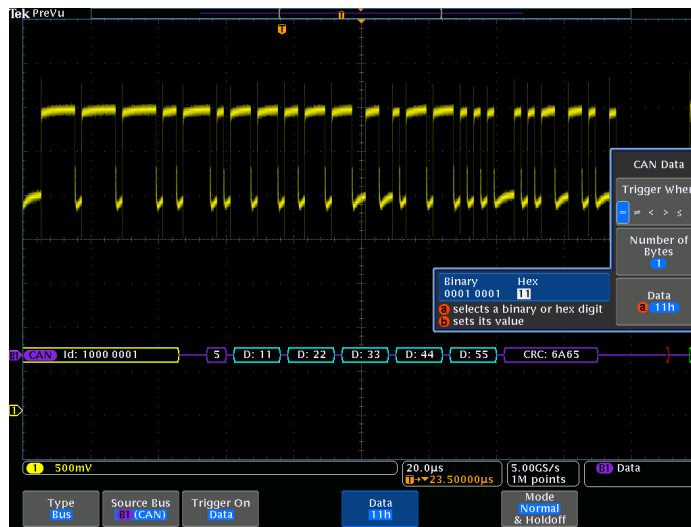 Tek PreVu
T
T
CAN Data
Trigger When
= ≠ < > ≤
Number of
Bytes
1
Data
a 11h
Binary Hex
0001 0001 11
a selects a binary or hex digit
b sets its value
B1 CAN Id: 1000 0001 5 D: 11 D: 22 D: 33 D: 44 D: 55 CRC: 6A65
1
1 500mV
20.0µs
T→▼23.50000µs
5.00GS/s
1M points
B1 Data
Type
Bus
Source Bus
B1 (CAN)
Trigger On
Data
Data
11h
Mode
Normal
& Holdoff